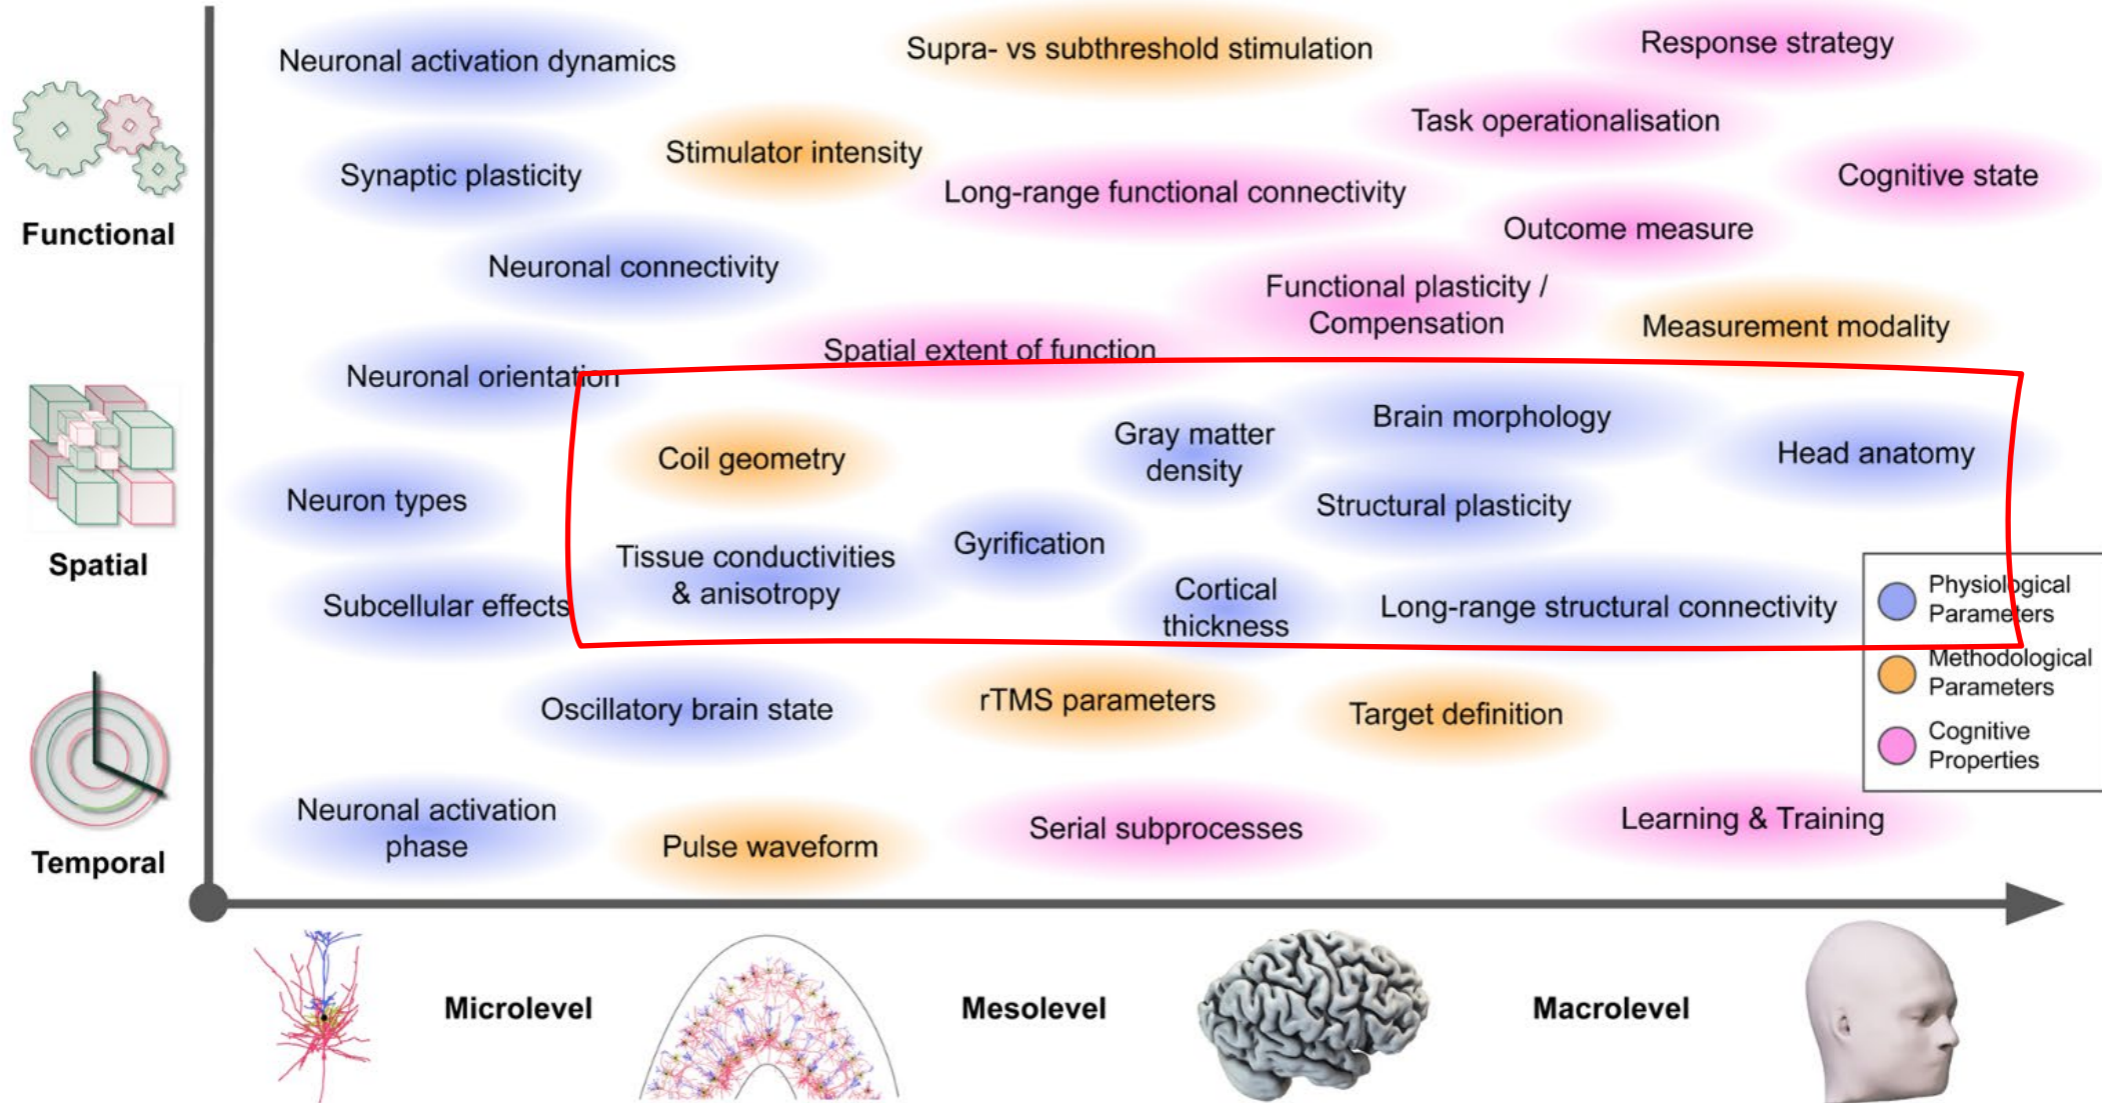 Neuronal activation dynamics
Supra- vs subthreshold stimulation
Response strategy
Task operationalisation
Stimulator intensity
Synaptic plasticity
Long-range functional connectivity
Cognitive state
Functional
Outcome measure
Neuronal connectivity
Functional plasticity /
Compensation
Measurement modality
Spatial extent of function
Neuronal orientation
Brain morphology
Gray matter
density
Head anatomy
Coil geometry
Neuron types
Structural plasticity
Spatial
Tissue conductivities
& anisotropy
Gyrification
Subcellular effects
Cortical
thickness
Long-range structural connectivity
Physiological
Parameters
Methodological
Parameters
Cognitive
Properties
Oscillatory brain state
rTMS parameters
Target definition
Temporal
Neuronal activation
phase
Pulse waveform
Serial subprocesses
Learning & Training
Microlevel
Mesolevel
Macrolevel